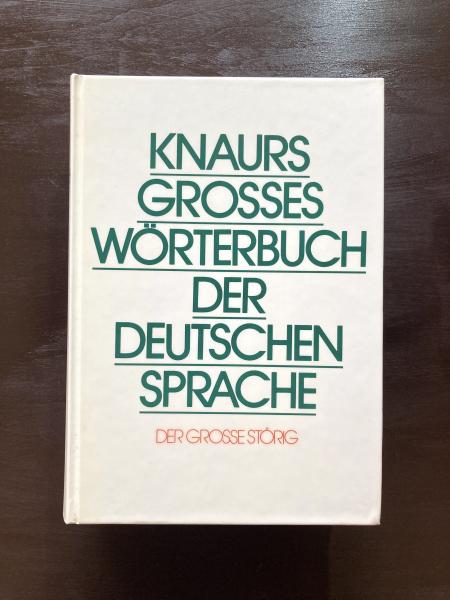 KNAURS
GROSSES
WÖRTERBUCH
DER
DEUTSCHEN
SPRACHE
DER GROSSE STÖRIG